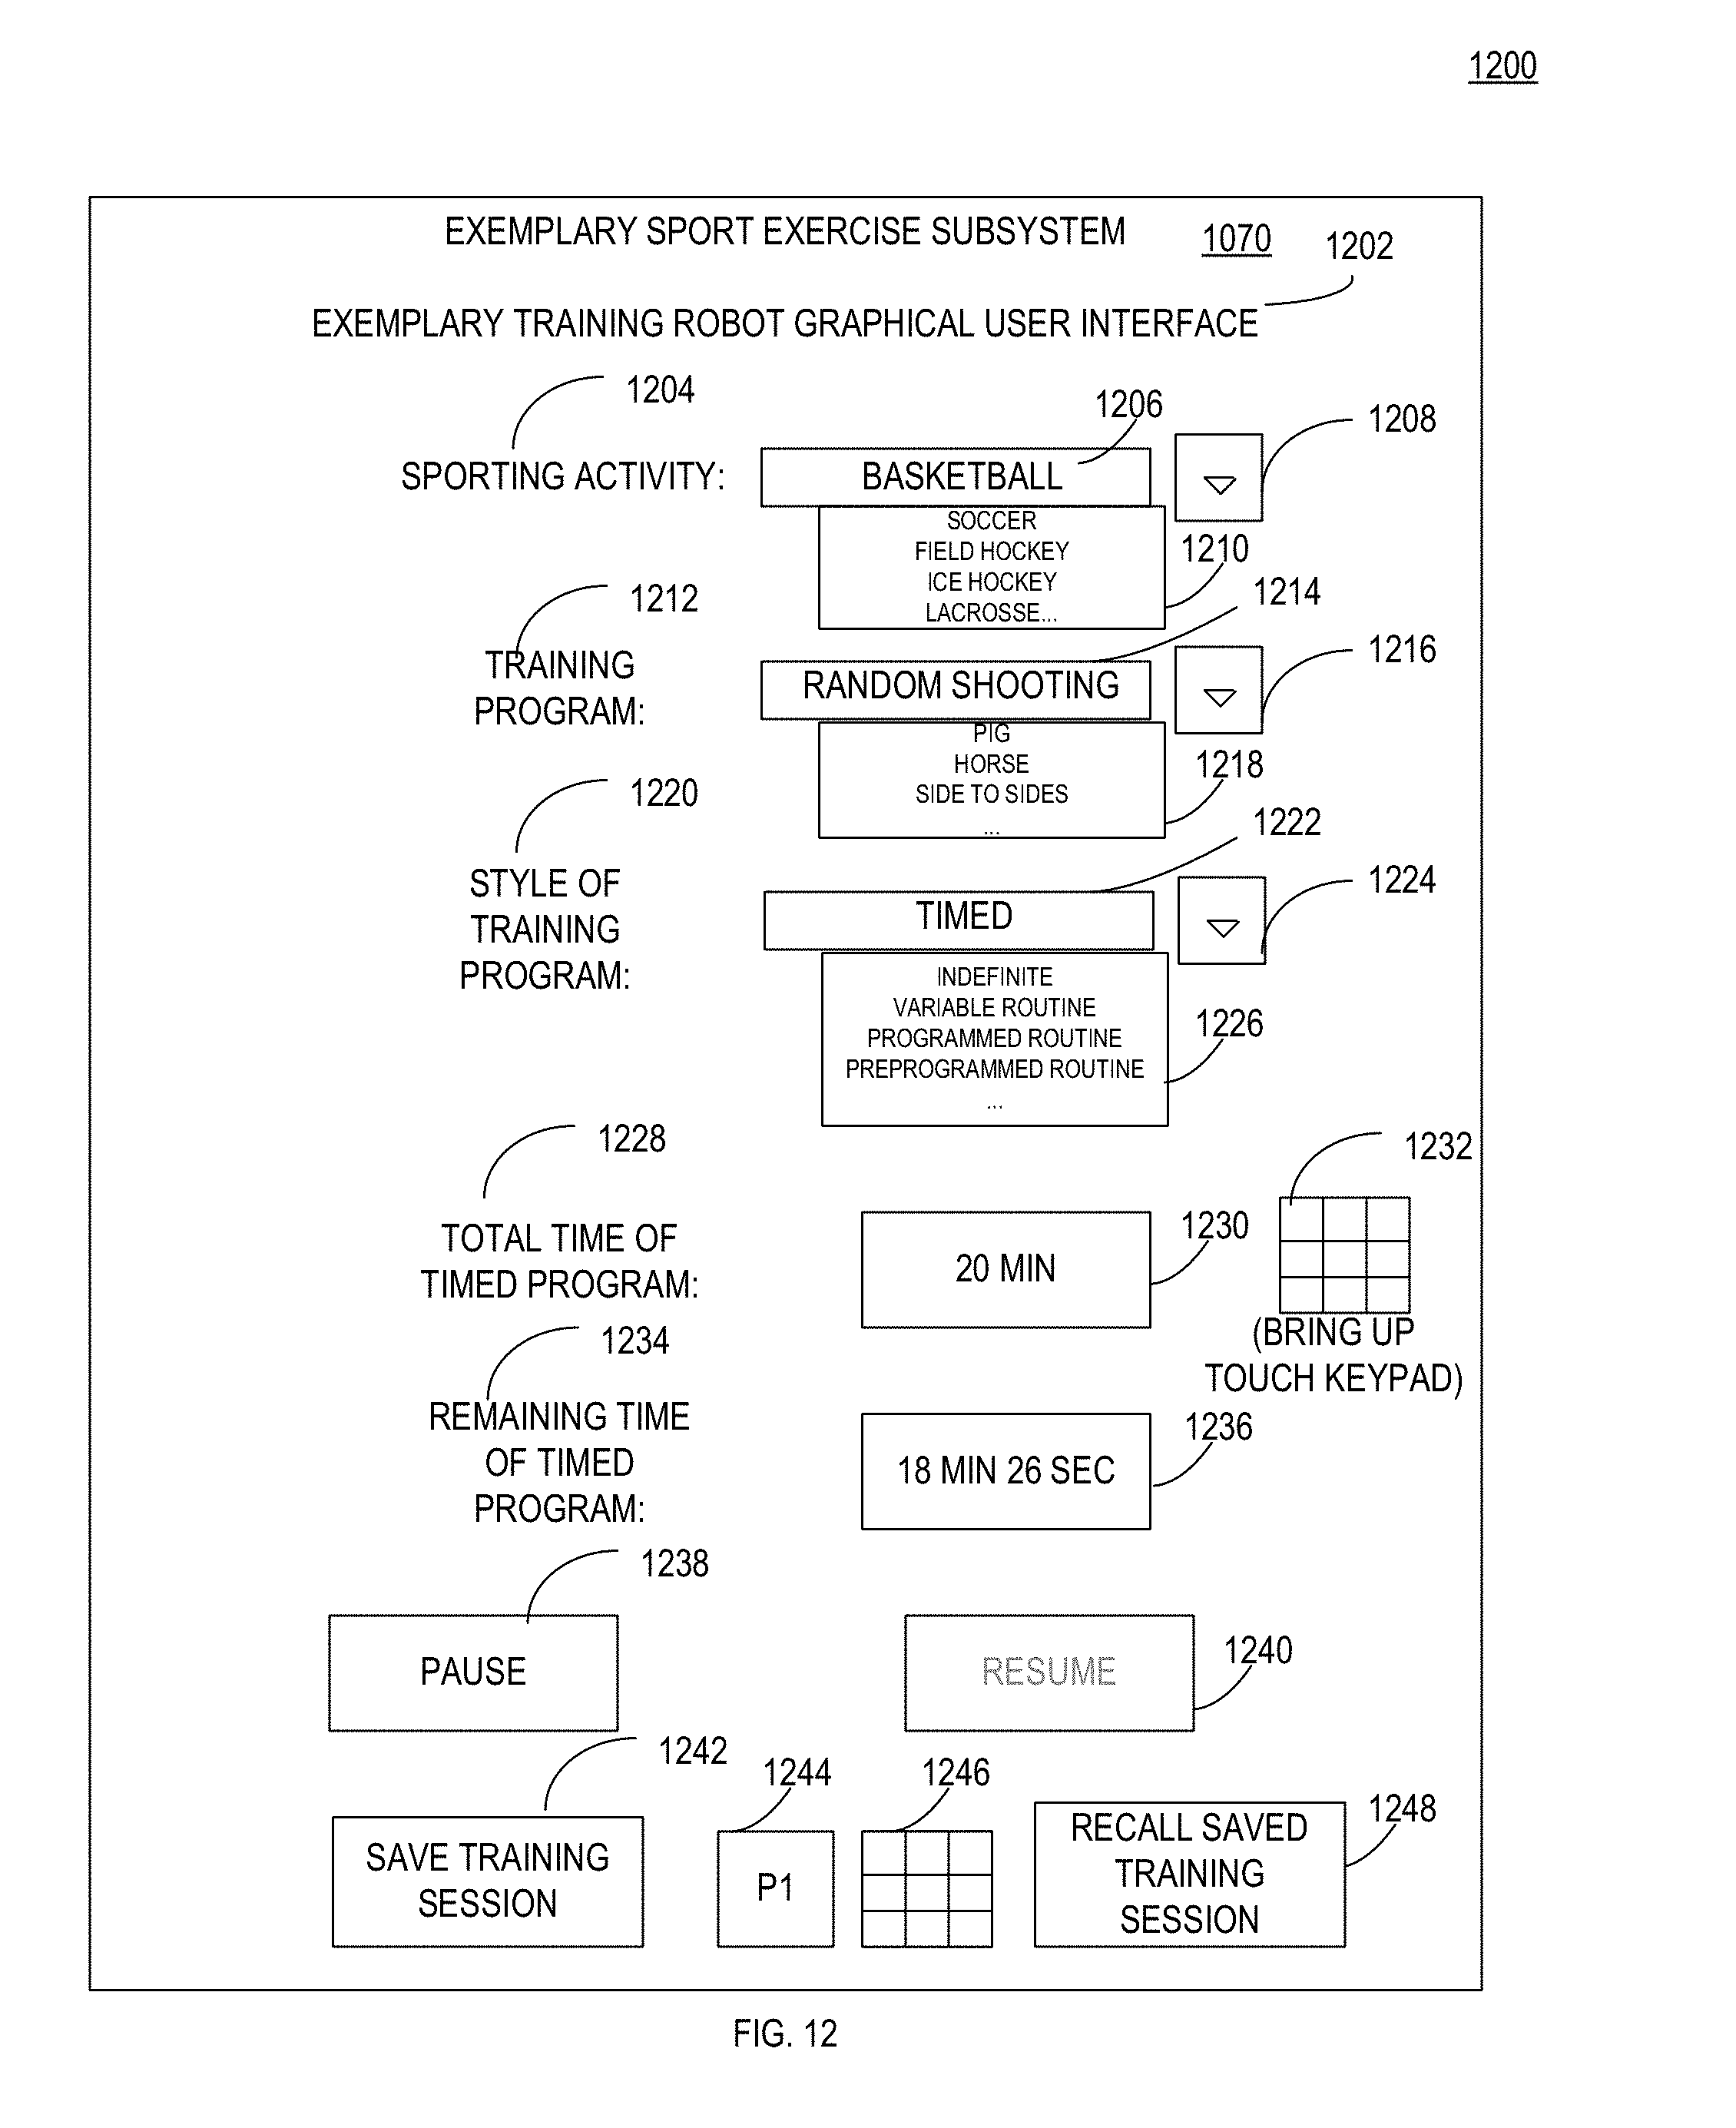 1200
EXEMPLARY SPORT EXERCISE SUBSYSTEM
1070
1202
EXEMPLARY TRAINING ROBOT GRAPHICAL USER INTERFACE
1204
1206
1208
SPORTING ACTIVITY:
BASKETBALL
SOCCER
FIELD HOCKEY
ICE HOCKEY
LACROSSE...
1210
1212
1214
1216
TRAINING
PROGRAM:
RANDOM SHOOTING
PIG
HORSE
SIDE TO SIDES
...
1218
1220
1222
1224
STYLE OF
TRAINING
PROGRAM:
TIMED
INDEFINITE
VARIABLE ROUTINE
PROGRAMMED ROUTINE
PREPROGRAMMED ROUTINE
...
1226
1228
1230
1232
TOTAL TIME OF
TIMED PROGRAM:
20 MIN
(BRING UP
TOUCH KEYPAD)
1234
1236
REMAINING TIME
OF TIMED
PROGRAM:
18 MIN 26 SEC
1238
PAUSE
RESUME
1240
1242
1244
1246
1248
SAVE TRAINING
SESSION
P1
RECALL SAVED
TRAINING
SESSION
FIG. 12